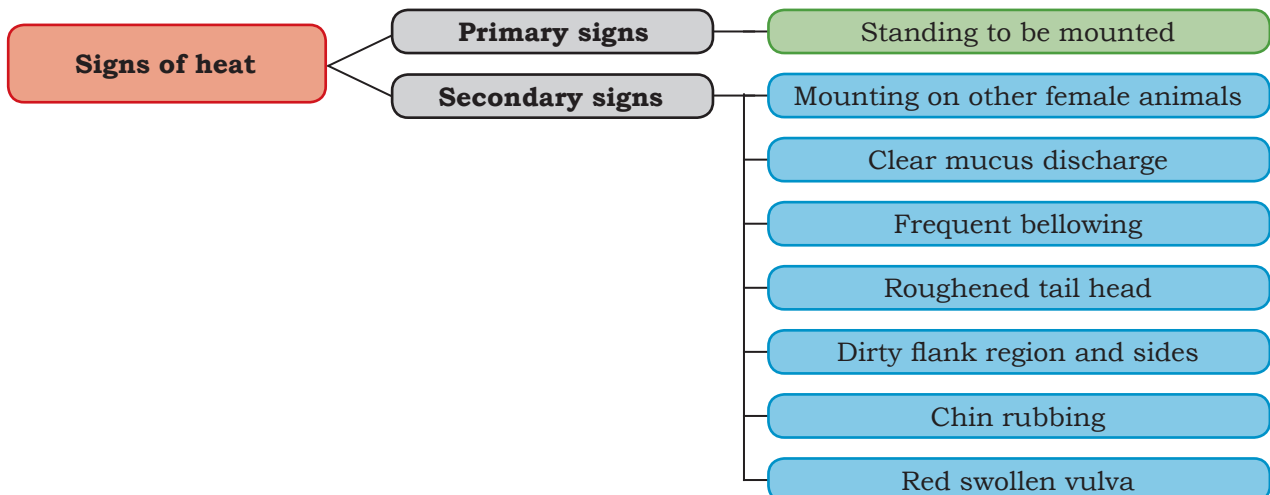 Signs of heat
Primary signs
Standing to be mounted
Secondary signs
Mounting on other female animals
Clear mucus discharge
Frequent bellowing
Roughened tail head
Dirty flank region and sides
Chin rubbing
Red swollen vulva